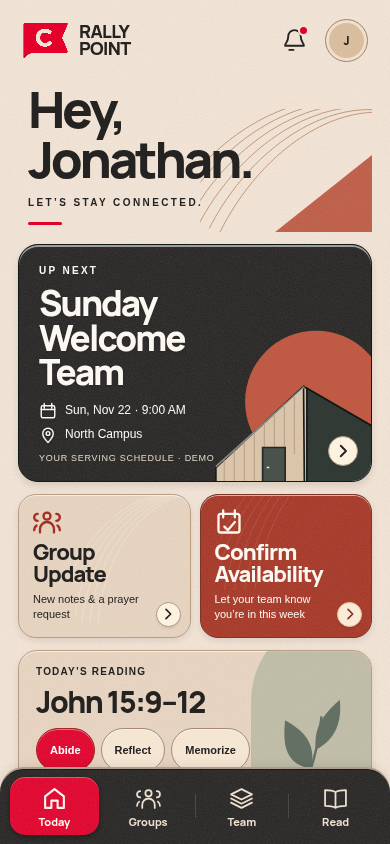 C
RALLY
POINT
J
Hey,
Jonathan.
LET'S STAY CONNECTED.
UP NEXT
Sunday
Welcome
Team
Sun, Nov 22 · 9:00 AM
North Campus
YOUR SERVING SCHEDULE · DEMO
Group
Update
New notes & a prayer
request
Confirm
Availability
Let your team know
you're in this week
TODAY'S READING
John 15:9–12
Abide
Reflect
Memorize
Today
Groups
Team
Read